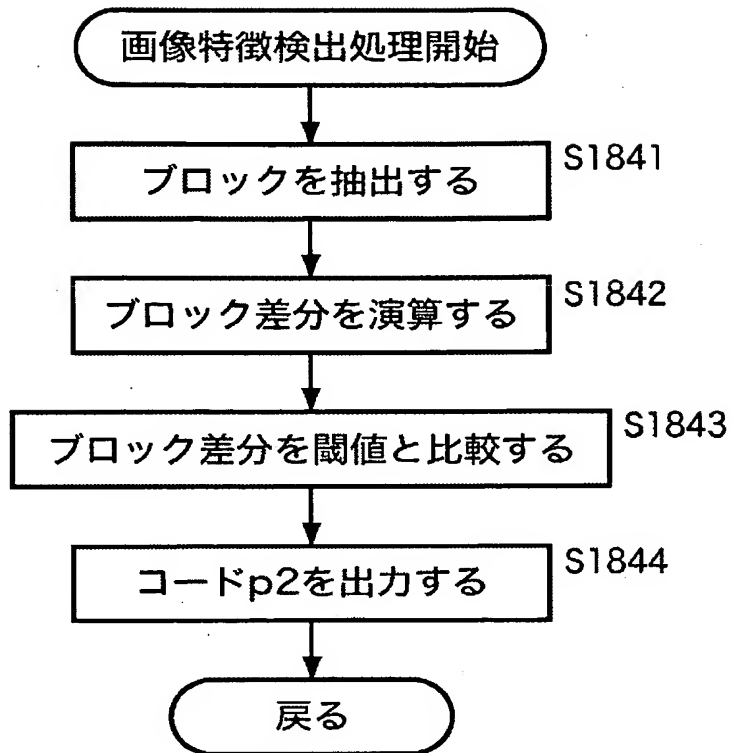 画像特徴検出処理開始
ブロックを抽出する
S1841
ブロック差分を演算する
S1842
ブロック差分を閾値と比較する
S1843
コードp2を出力する
S1844
戻る